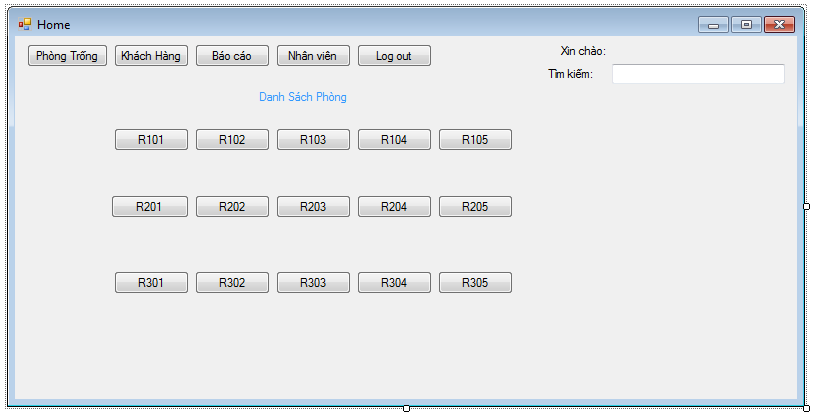 Home
Phòng Trống Khách Hàng Báo cáo Nhân viên Log out Xin chào:
Tìm kiếm:
Danh Sách Phòng
R101 R102 R103 R104 R105
R201 R202 R203 R204 R205
R301 R302 R303 R304 R305